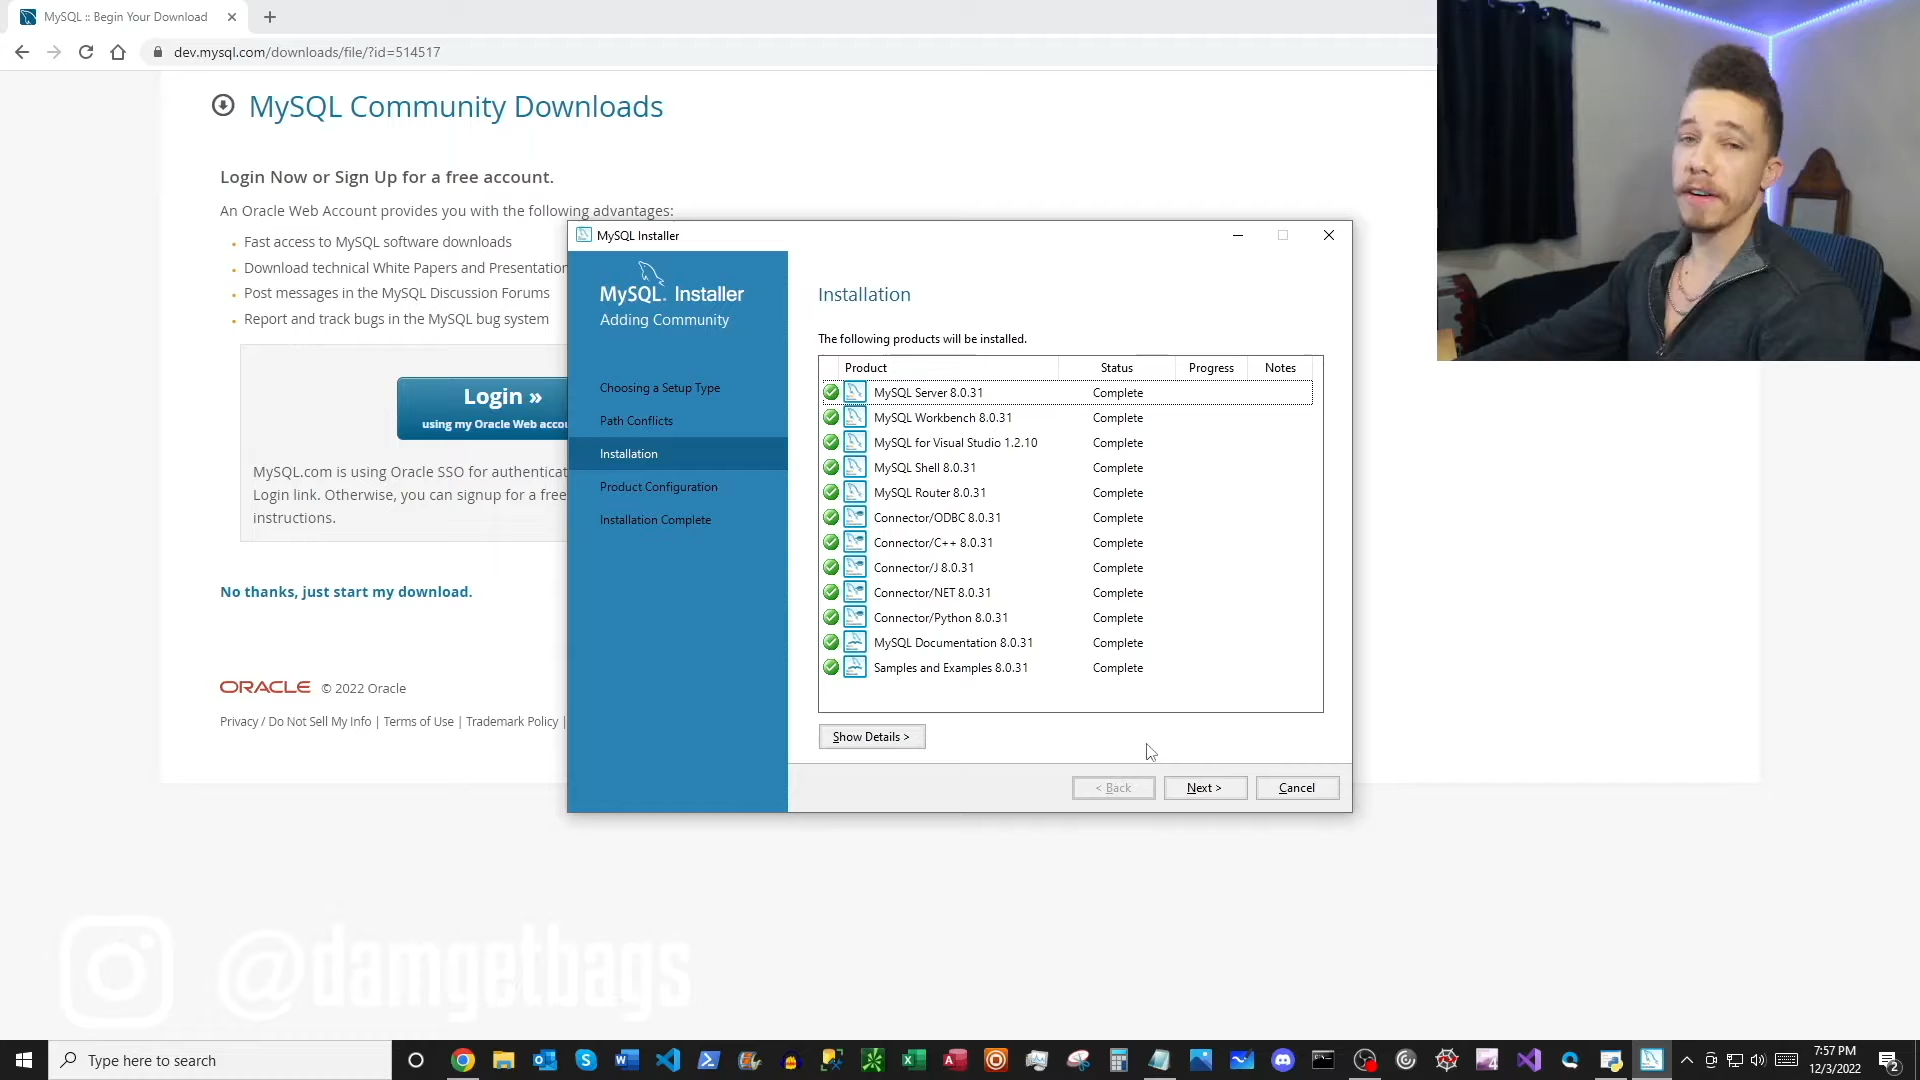 MySQL :: Begin Your Download
dev.mysql.com/downloads/file/?id=514517
MySQL Community Downloads
Login Now or Sign Up for a free account.
An Oracle Web Account provides you with the following advantages:
Fast access to MySQL software downloads
Download technical White Papers and Presentation
Post messages in the MySQL Discussion Forums
Report and track bugs in the MySQL bug system
Login »
using my Oracle Web accou
MySQL.com is using Oracle SSO for authenticat
Login link. Otherwise, you can signup for a free
instructions.
No thanks, just start my download.
ORACLE © 2022 Oracle
Privacy / Do Not Sell My Info | Terms of Use | Trademark Policy |
MySQL Installer
MySQL. Installer
Adding Community
Choosing a Setup Type
Path Conflicts
Installation
Product Configuration
Installation Complete
Installation
The following products will be installed.
Product Status Progress Notes
MySQL Server 8.0.31 Complete
MySQL Workbench 8.0.31 Complete
MySQL for Visual Studio 1.2.10 Complete
MySQL Shell 8.0.31 Complete
MySQL Router 8.0.31 Complete
Connector/ODBC 8.0.31 Complete
Connector/C++ 8.0.31 Complete
Connector/J 8.0.31 Complete
Connector/NET 8.0.31 Complete
Connector/Python 8.0.31 Complete
MySQL Documentation 8.0.31 Complete
Samples and Examples 8.0.31 Complete
Show Details >
< Back Next > Cancel
@damgetbags
Type here to search
7:57 PM
12/3/2022
2